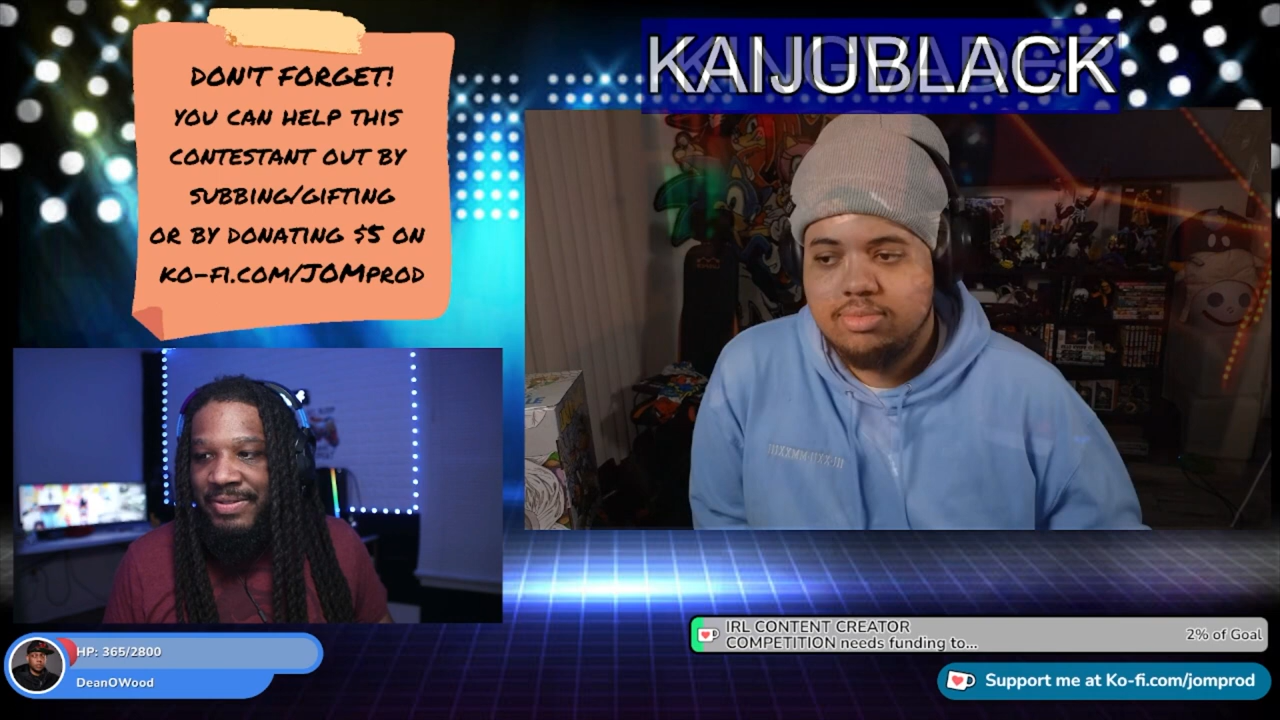 DON'T FORGET!
YOU CAN HELP THIS
CONTESTANT OUT BY
SUBBING/GIFTING
OR BY DONATING $5 ON
KO-FI.COM/JOMPROD
KAIJUBLACK
HP: 365/2800
DeanOWood
IRL CONTENT CREATOR
COMPETITION needs funding to...
2% of Goal
Support me at Ko-fi.com/jomprod